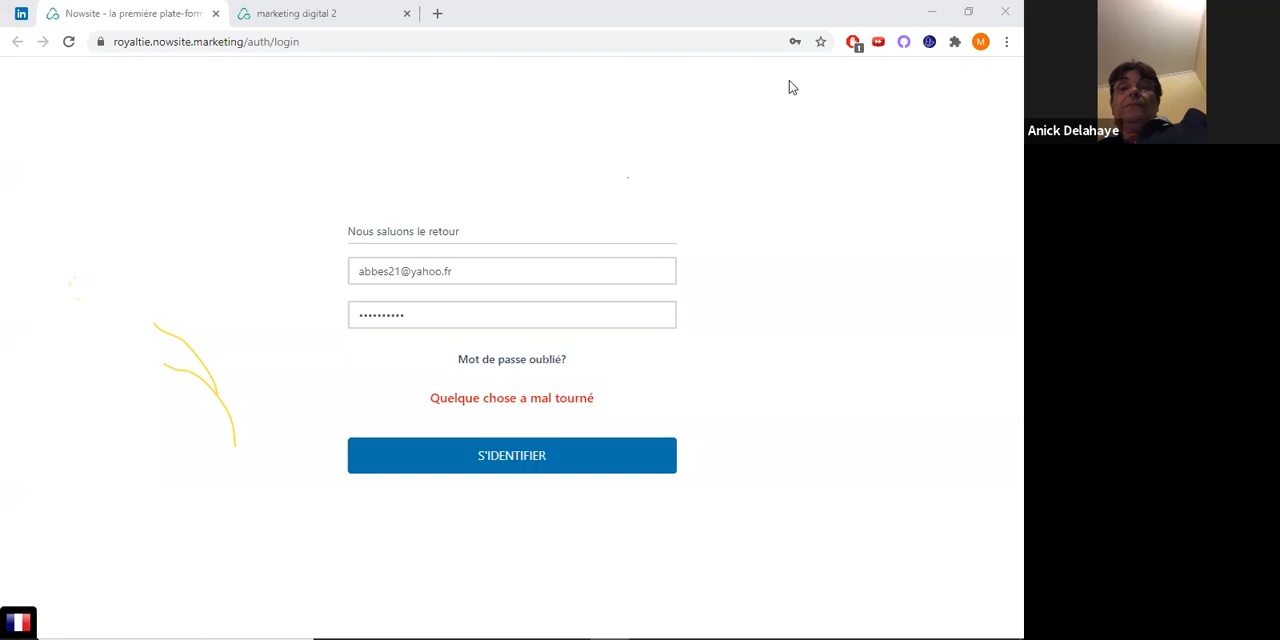 Nowsite - la première plate-form
marketing digital 2
royaltie.nowsite.marketing/auth/login
1
M
Anick Delahaye
Nous saluons le retour
abbes21@yahoo.fr
••••••••••
Mot de passe oublié?
Quelque chose a mal tourné
S'IDENTIFIER